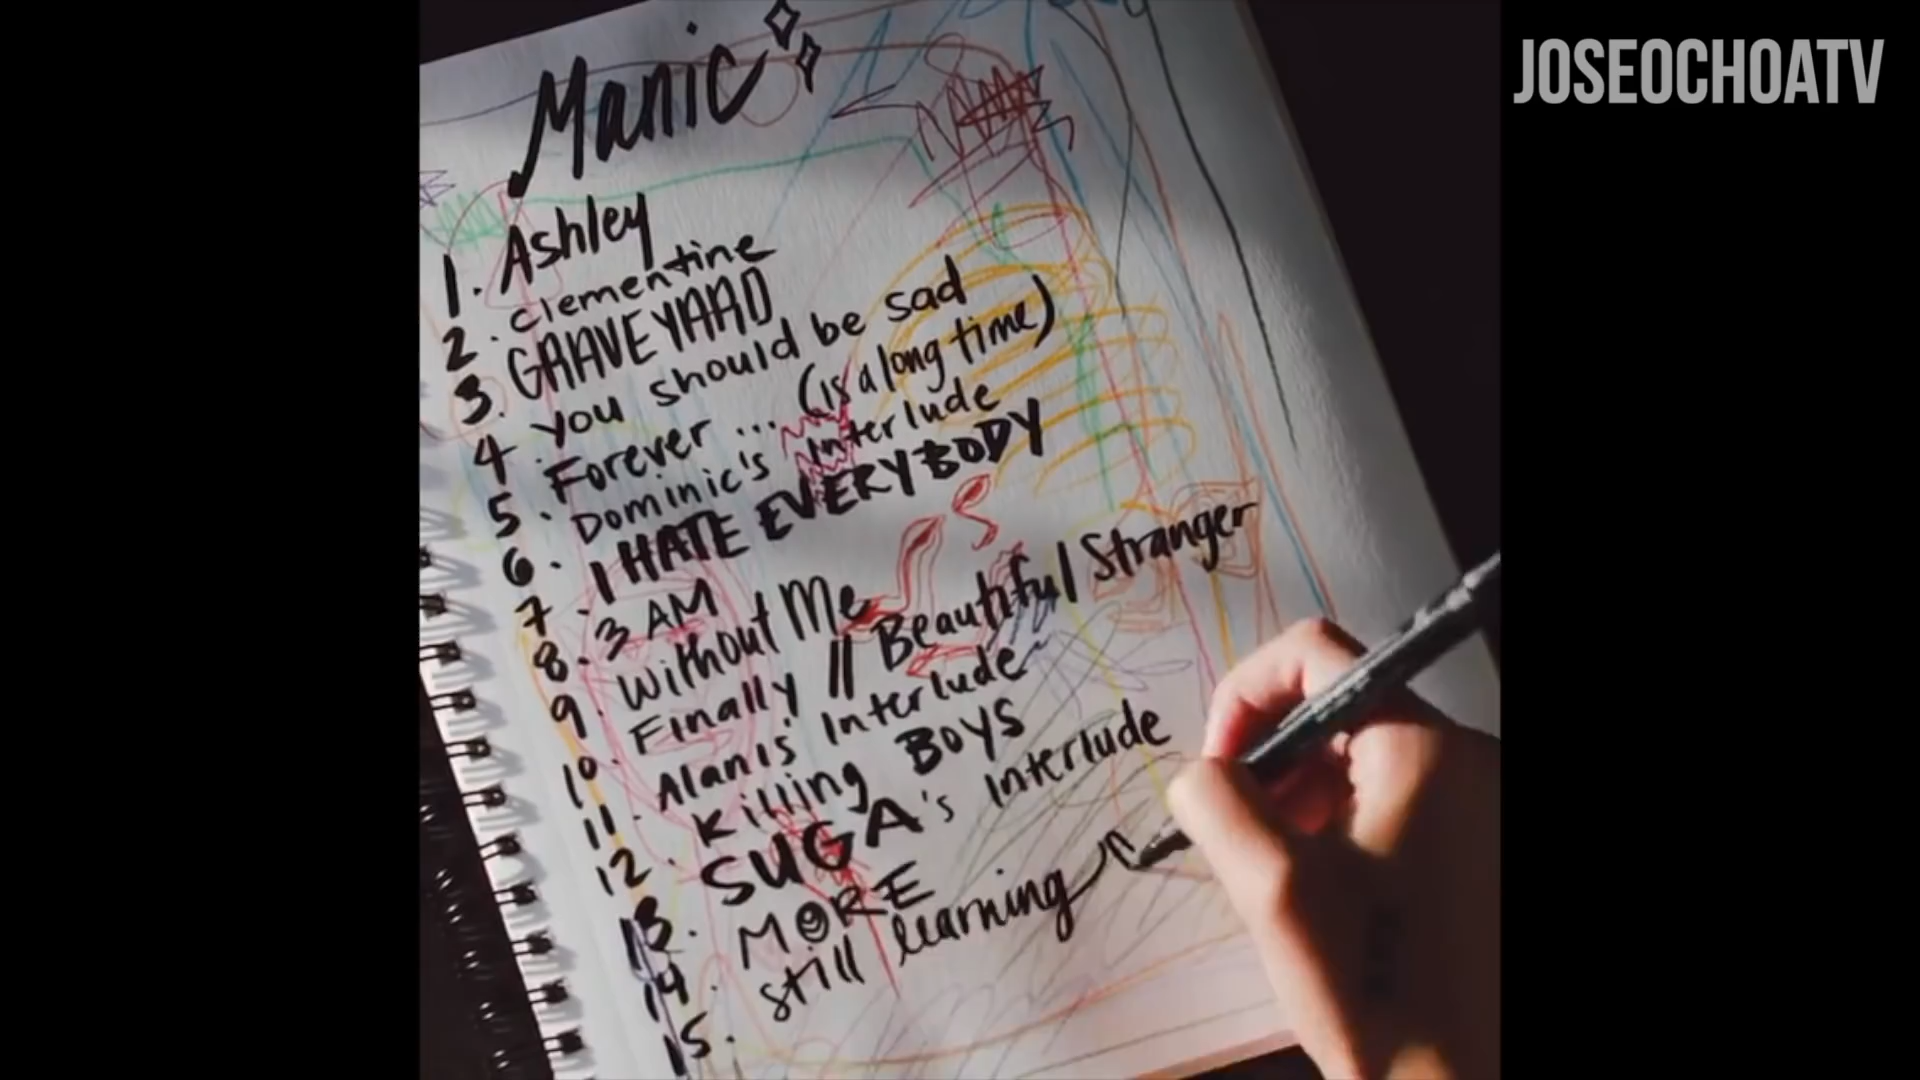 JOSEOCHOATV
Manic
1. Ashley
2. clementine
3. GRAVEYARD
4. you should be sad
5. Forever ... (is a long time)
6. Dominic's Interlude
7. I HATE EVERYBODY
8. 3 AM
9. Without Me
10. Finally // Beautiful Stranger
11. Alanis' Interlude
12. killing BOYS
13. SUGA's Interlude
14. MORE
15. still learning